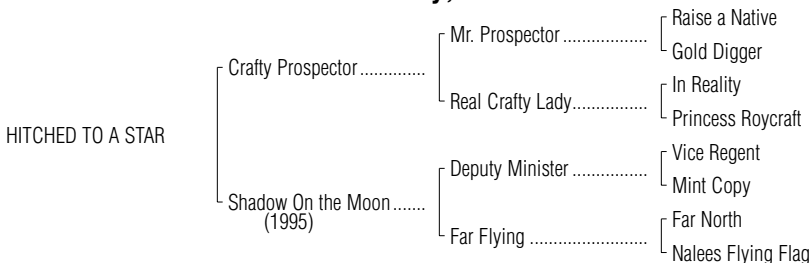 Raise a Native
Mr. Prospector ..................
Gold Digger
Crafty Prospector ..............
In Reality
Real Crafty Lady................
Princess Roycraft
HITCHED TO A STAR
Vice Regent
Deputy Minister ................
Mint Copy
Shadow On the Moon.......
(1995)
Far North
Far Flying .........................
Nalees Flying Flag